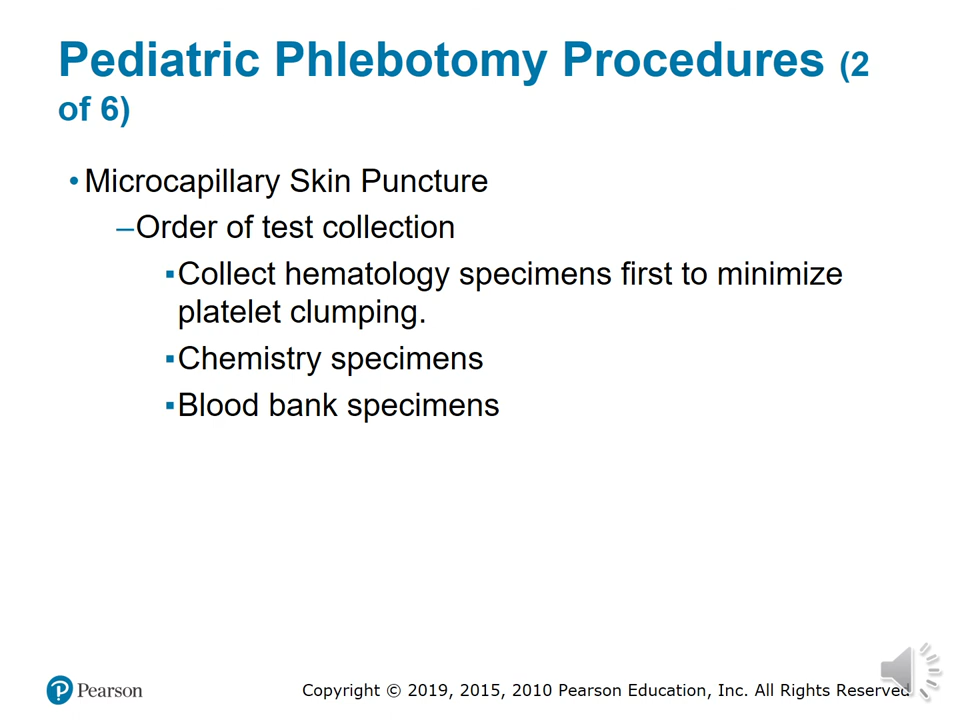 Pediatric Phlebotomy Procedures (2
of 6)
• Microcapillary Skin Puncture
–Order of test collection
▪Collect hematology specimens first to minimize
platelet clumping.
▪Chemistry specimens
▪Blood bank specimens
Pearson
Copyright © 2019, 2015, 2010 Pearson Education, Inc. All Rights Reserved